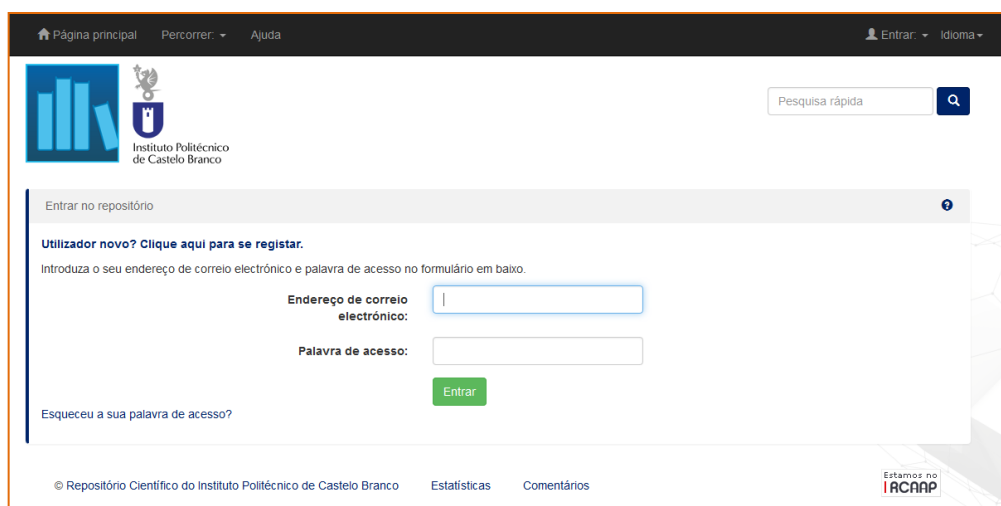 Página principal Percorrer: Ajuda Entrar: Idioma
Pesquisa rápida
Instituto Politécnico
de Castelo Branco
Entrar no repositório
Utilizador novo? Clique aqui para se registar.
Introduza o seu endereço de correio electrónico e palavra de acesso no formulário em baixo.
Endereço de correio
electrónico:
Palavra de acesso:
Entrar
Esqueceu a sua palavra de acesso?
© Repositório Científico do Instituto Politécnico de Castelo Branco Estatísticas Comentários
Estamos no
RCAAP